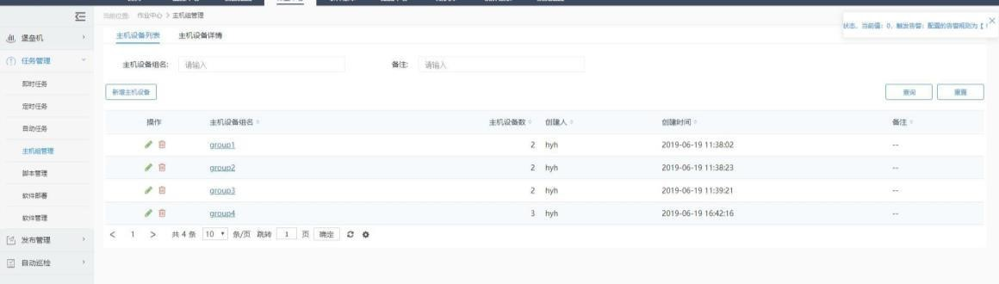 当前位置: 作业中心 > 主机组管理
状态，当前值：0，触发告警；配置的告警规则为【！
堡垒机
主机设备列表 主机设备详情
任务管理
主机设备组名: 请输入 备注: 请输入
即时任务
新增主机设备 查询 重置
定时任务
自动任务
操作 主机设备组名 主机设备数 创建人 创建时间 备注
主机组管理
group1 2 hyh 2019-06-19 11:38:02 --
脚本管理
group2 2 hyh 2019-06-19 11:38:23 --
软件部署
group3 2 hyh 2019-06-19 11:39:21 --
软件管理
group4 3 hyh 2019-06-19 16:42:16 --
< 1 > 共 4 条 10 条/页 跳转 1 页 确定
发布管理
自动巡检